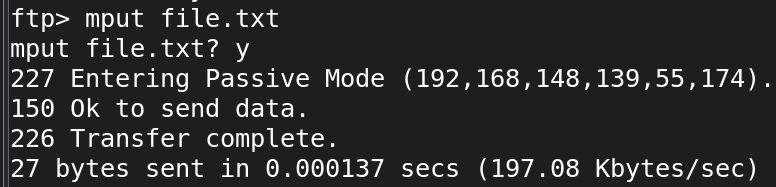 ftp> mput file.txt
mput file.txt? y
227 Entering Passive Mode (192,168,148,139,55,174).
150 Ok to send data.
226 Transfer complete.
27 bytes sent in 0.000137 secs (197.08 Kbytes/sec)